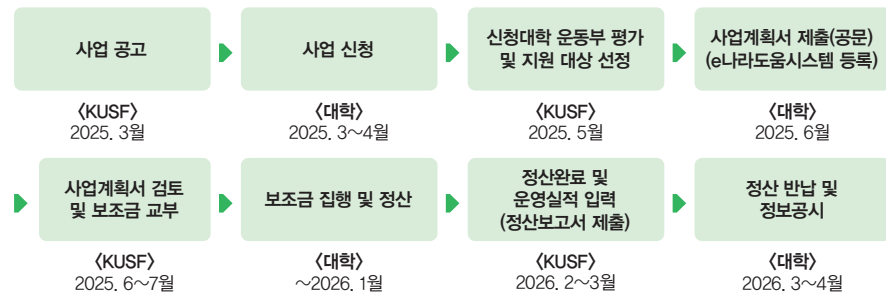 사업 공고
사업 신청
신청대학 운동부 평가
및 지원 대상 선정
사업계획서 제출(공문)
(e나라도움시스템 등록)
〈KUSF〉
2025. 3월
〈대학〉
2025. 3~4월
〈KUSF〉
2025. 5월
〈대학〉
2025. 6월
사업계획서 검토
및 보조금 교부
보조금 집행 및 정산
정산완료 및
운영실적 입력
(정산보고서 제출)
정산 반납 및
정보공시
〈KUSF〉
2025. 6~7월
〈대학〉
~2026. 1월
〈KUSF〉
2026. 2~3월
〈대학〉
2026. 3~4월